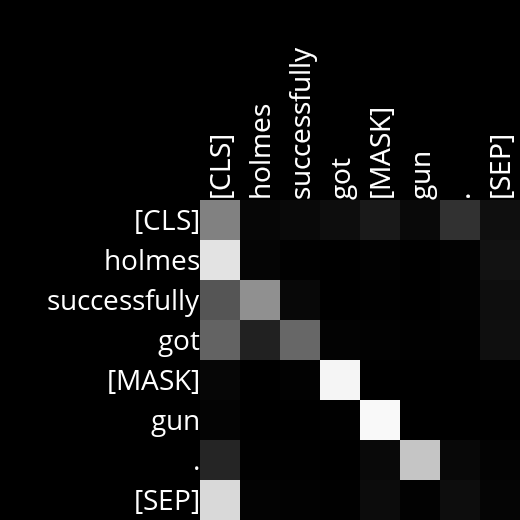 [CLS]
holmes
successfully
got
[MASK]
gun
.
[SEP]
[CLS]
holmes
successfully
got
[MASK]
gun
.
[SEP]